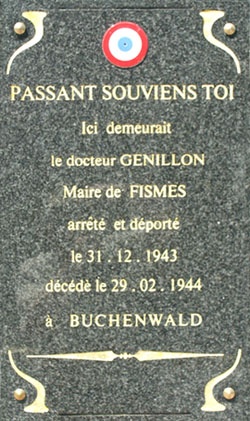 PASSANT SOUVIENS TOI
Ici demeurait
le docteur GENILLON
Maire de FISMES
arrêté et déporté
le 31 . 12 . 1943
décédè le 29 . 02 . 1944
à BUCHENWALD